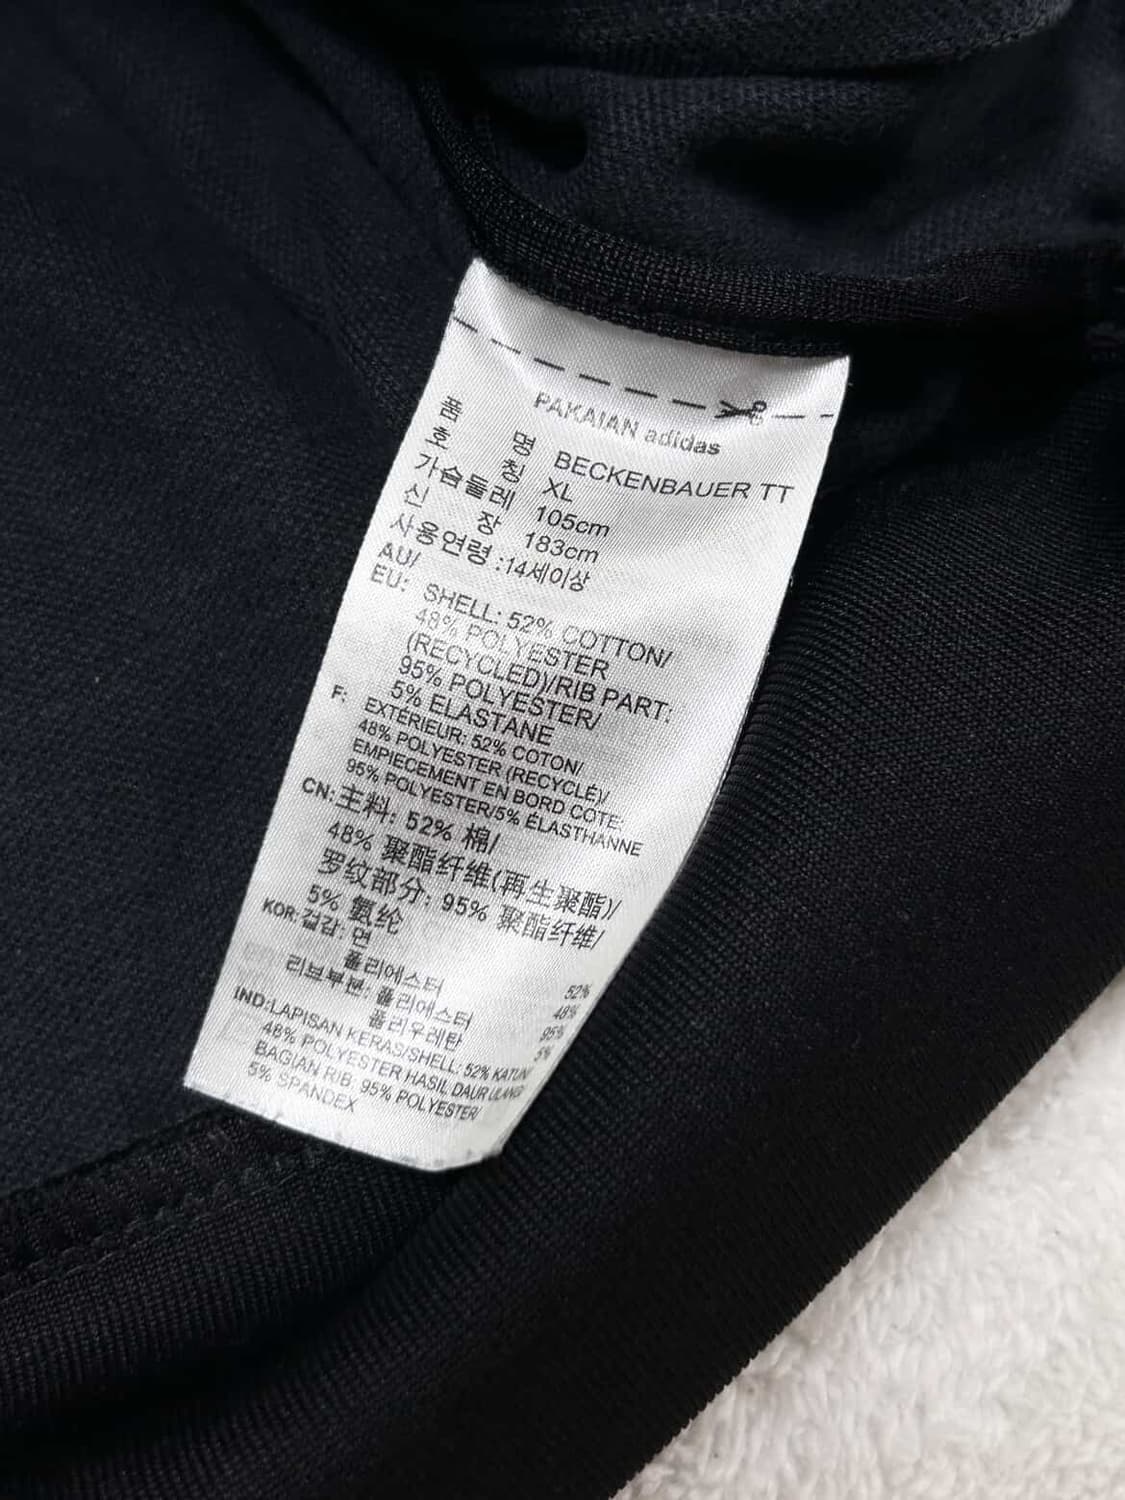 PAKAIAN adidas
품 명 BECKENBAUER TT
호 칭 XL
가슴둘레 105cm
신 장 183cm
사용연령 :14세이상
AU/
EU: SHELL: 52% COTTON/
48% POLYESTER
(RECYCLED)/RIB PART:
95% POLYESTER/
5% ELASTANE
F: EXTÉRIEUR: 52% COTON/
48% POLYESTER (RECYCLÉ)/
EMPIECEMENT EN BORD COTE:
95% POLYESTER/5% ÉLASTHANNE
CN: 主料: 52% 棉/
48% 聚酯纤维(再生聚酯)/
罗纹部分: 95% 聚酯纤维/
5% 氨纶
KOR: 겉감: 면 52%
폴리에스터 48%
리브부분: 폴리에스터 95%
폴리우레탄 5%
IND:LAPISAN KERAS/SHELL: 52% KATUN/
48% POLYESTER HASIL DAUR ULANG/
BAGIAN RIB: 95% POLYESTER/
5% SPANDEX